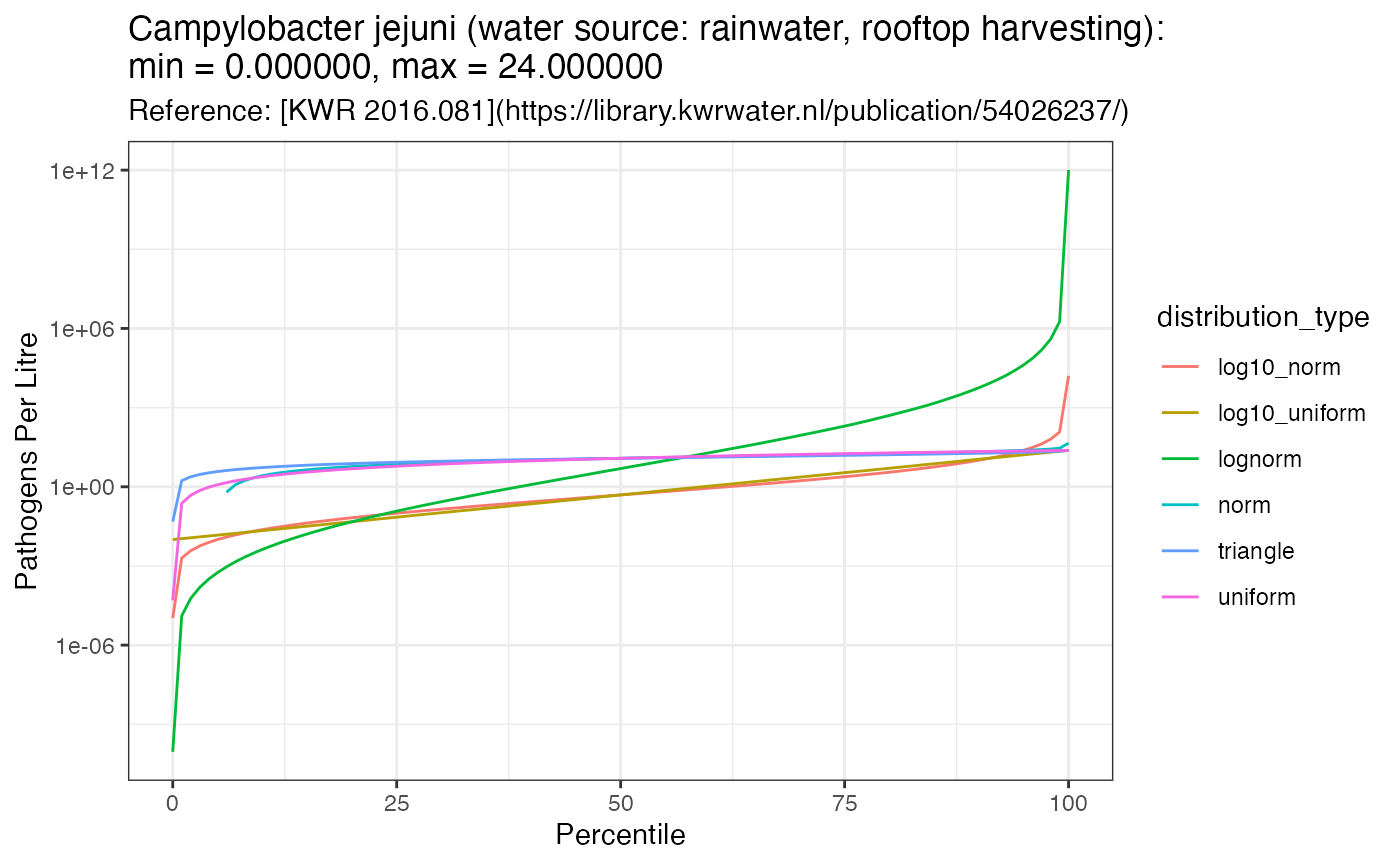 Campylobacter jejuni (water source: rainwater, rooftop harvesting):
min = 0.000000, max = 24.000000
Reference: [KWR 2016.081](https://library.kwrwater.nl/publication/54026237/)
1e+12
1e+06
1e+00
1e-06
Pathogens Per Litre
0 25 50 75 100
Percentile
distribution_type
log10_norm
log10_uniform
lognorm
norm
triangle
uniform